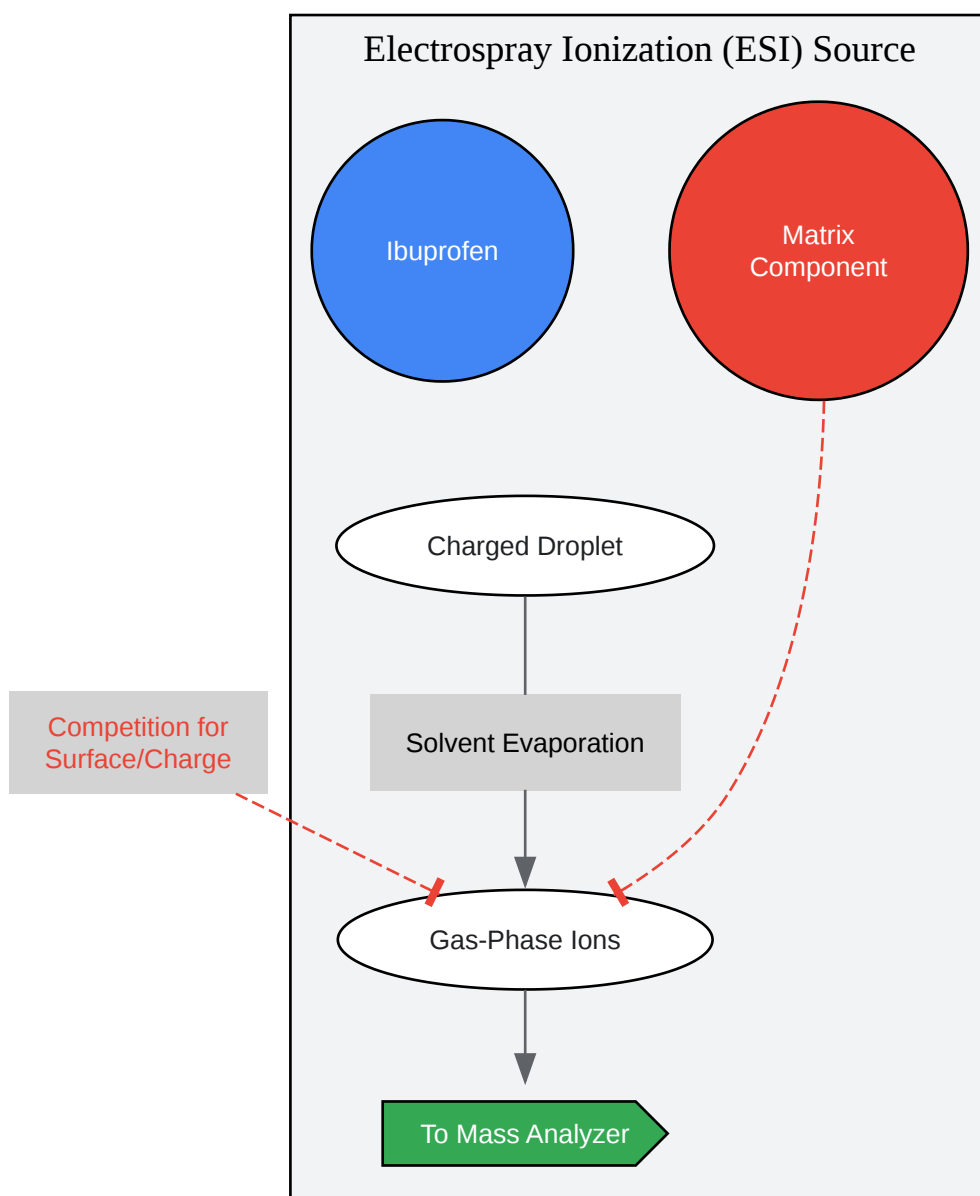 Electrospray Ionization (ESI) Source
Ibuprofen
Matrix
Component
Charged Droplet
Competition for
Surface/Charge
Solvent Evaporation
Gas-Phase Ions
To Mass Analyzer